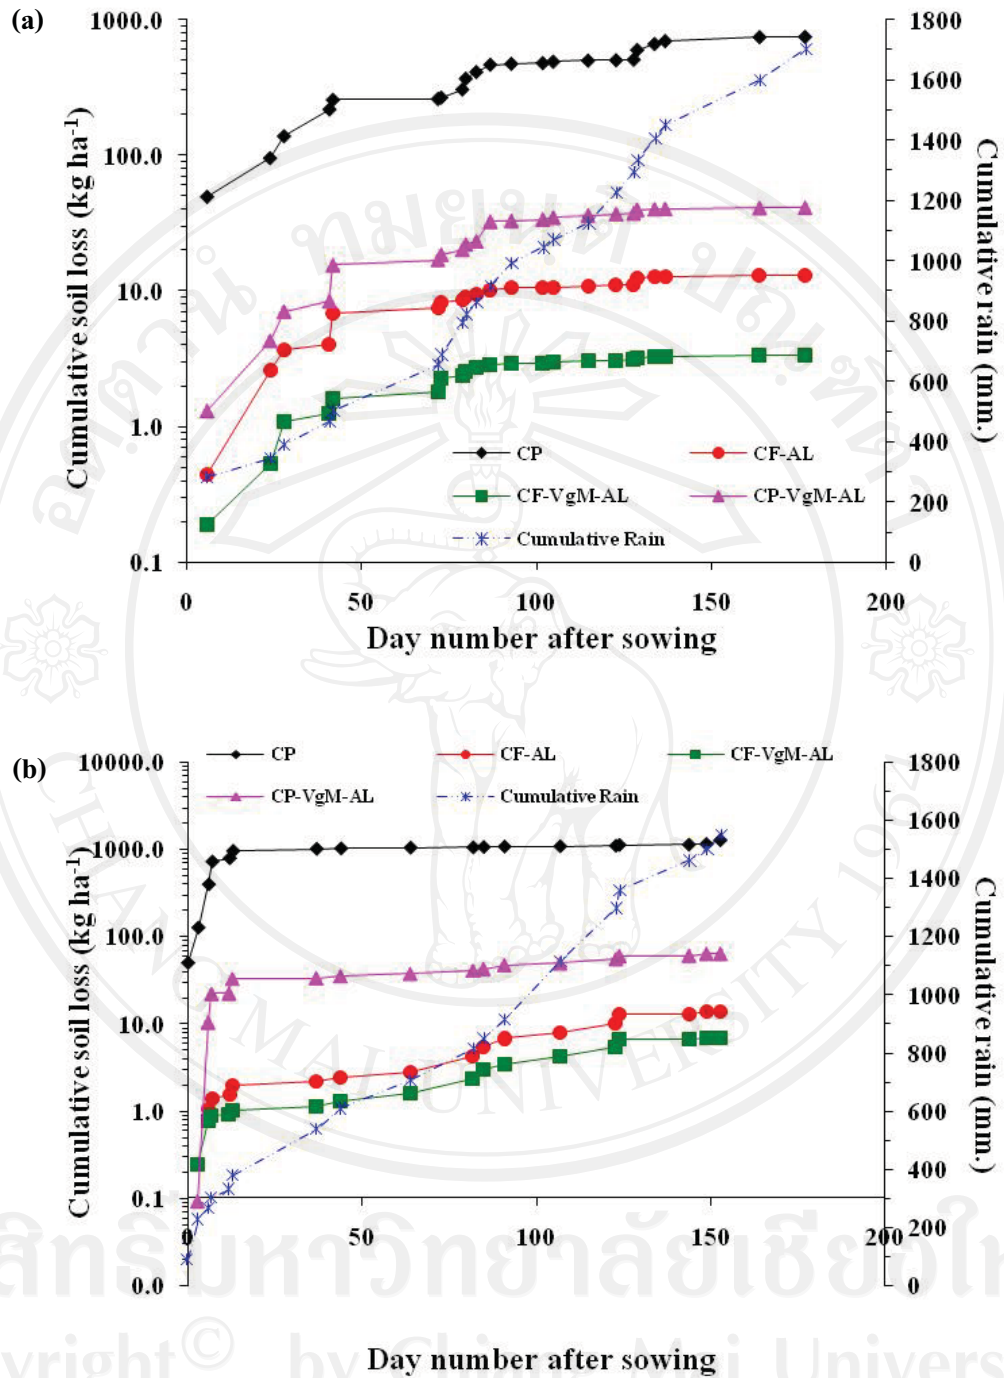 (a)
1000.0
100.0
10.0
1.0
0.1
Cumulative soil loss (kg ha⁻¹)
1800
1600
1400
1200
1000
800
600
400
200
0
Cumulative rain (mm.)
CP
CF-AL
CF-VgM-AL
CP-VgM-AL
Cumulative Rain
0 50 100 150 200
Day number after sowing
(b)
CP
CF-AL
CF-VgM-AL
CP-VgM-AL
Cumulative Rain
10000.0
1000.0
100.0
10.0
1.0
0.1
0.0
Cumulative soil loss (kg ha⁻¹)
1800
1600
1400
1200
1000
800
600
400
200
0
Cumulative rain (mm.)
0 50 100 150 200
Day number after sowing
CHIANG MAI UNIVERSITY 1964